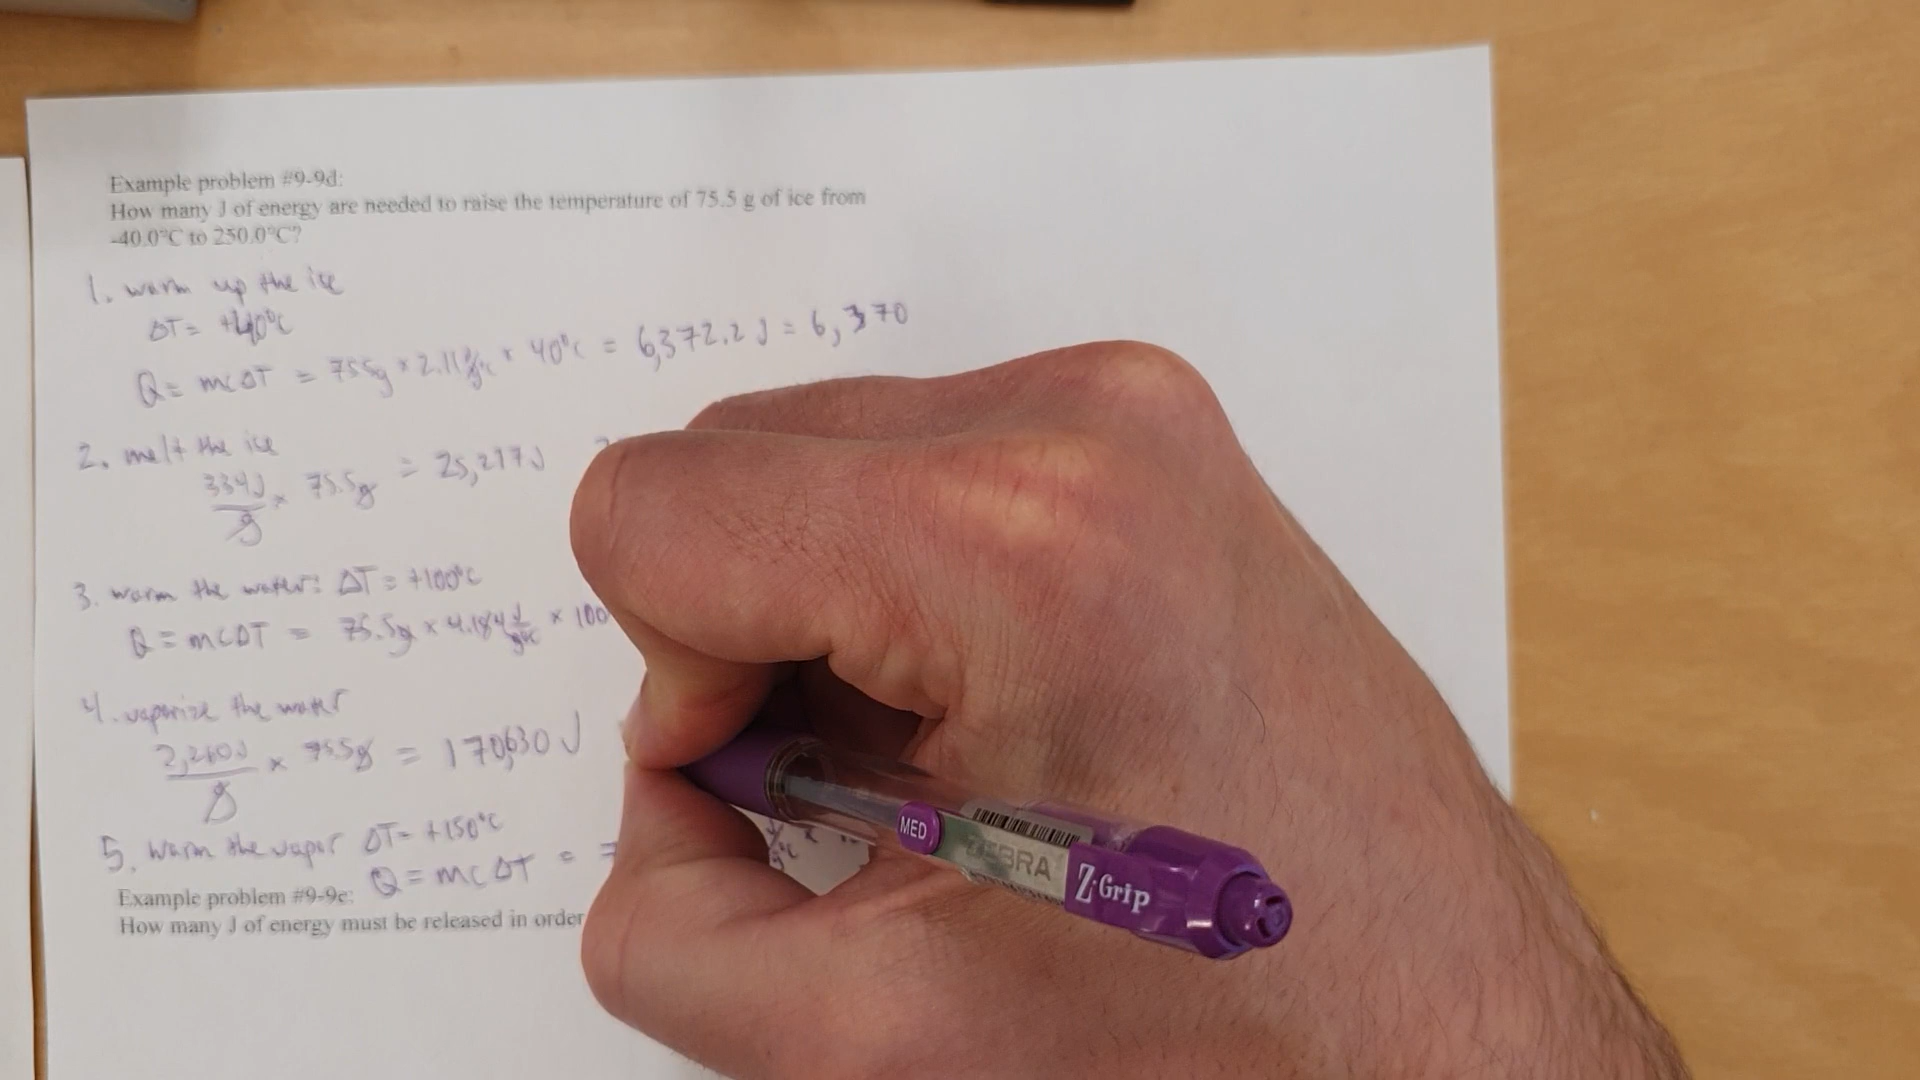 Example problem #9-9d:
How many J of energy are needed to raise the temperature of 75.5 g of ice from
-40.0°C to 250.0°C?
1. warm up the ice
ΔT = +40°C
Q = mcΔT = 75.5g × 2.11 J/g°C × 40°C = 6,372.2 J = 6,370
2. melt the ice
334J/g × 75.5g = 25,217J
3. warm the water: ΔT = +100°C
Q = mcΔT = 75.5g × 4.184 J/g°C × 100
4. vaporize the water
2,260J/g × 75.5g = 170,630 J
5. warm the vapor ΔT = +150°C
Q = mcΔT =
Example problem #9-9e:
How many J of energy must be released in order
MED
ZEBRA
Z-Grip